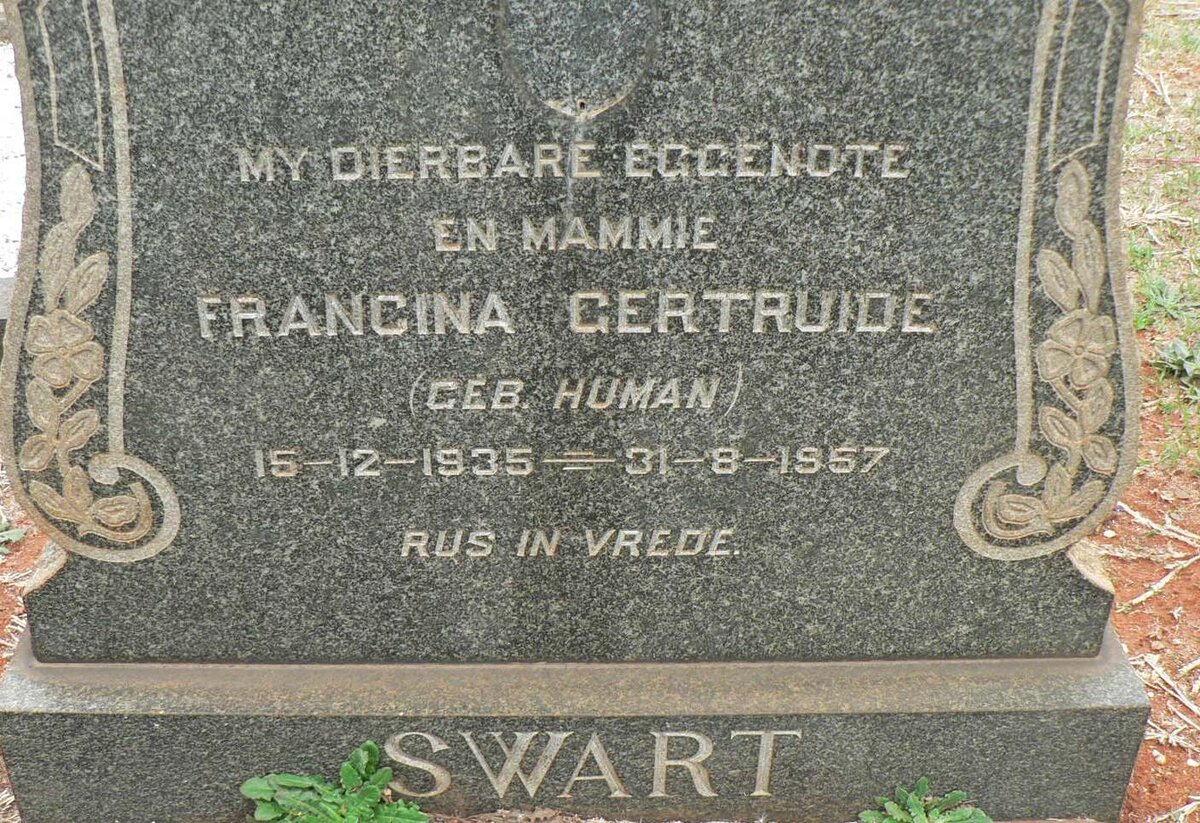 MY DIERBARE EGGENOTE
EN MAMMIE
FRANCINA GERTRUIDE
(GEB. HUMAN)
15-12-1935 = 31-8-1957
RUS IN VREDE.
SWART